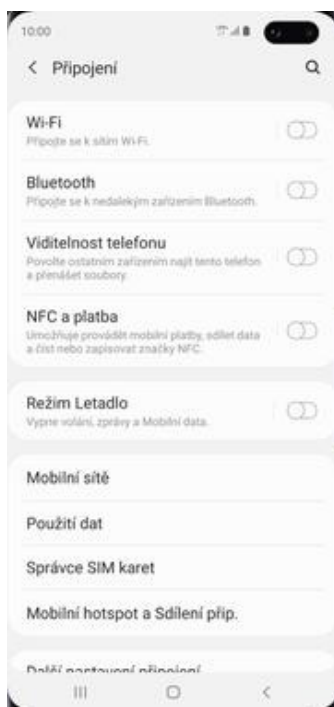 10:00
Připojení
Wi-Fi
Připojte se k sítím Wi-Fi.
Bluetooth
Připojte se k nedalekým zařízením Bluetooth.
Viditelnost telefonu
Povolte ostatním zařízením najít tento telefon
a přenášet soubory.
NFC a platba
Umožňuje provádět mobilní platby, sdílet data
a číst nebo zapisovat značky NFC.
Režim Letadlo
Vypne volání, zprávy a Mobilní data.
Mobilní sítě
Použití dat
Správce SIM karet
Mobilní hotspot a Sdílení přip.
Další nastavení připojení